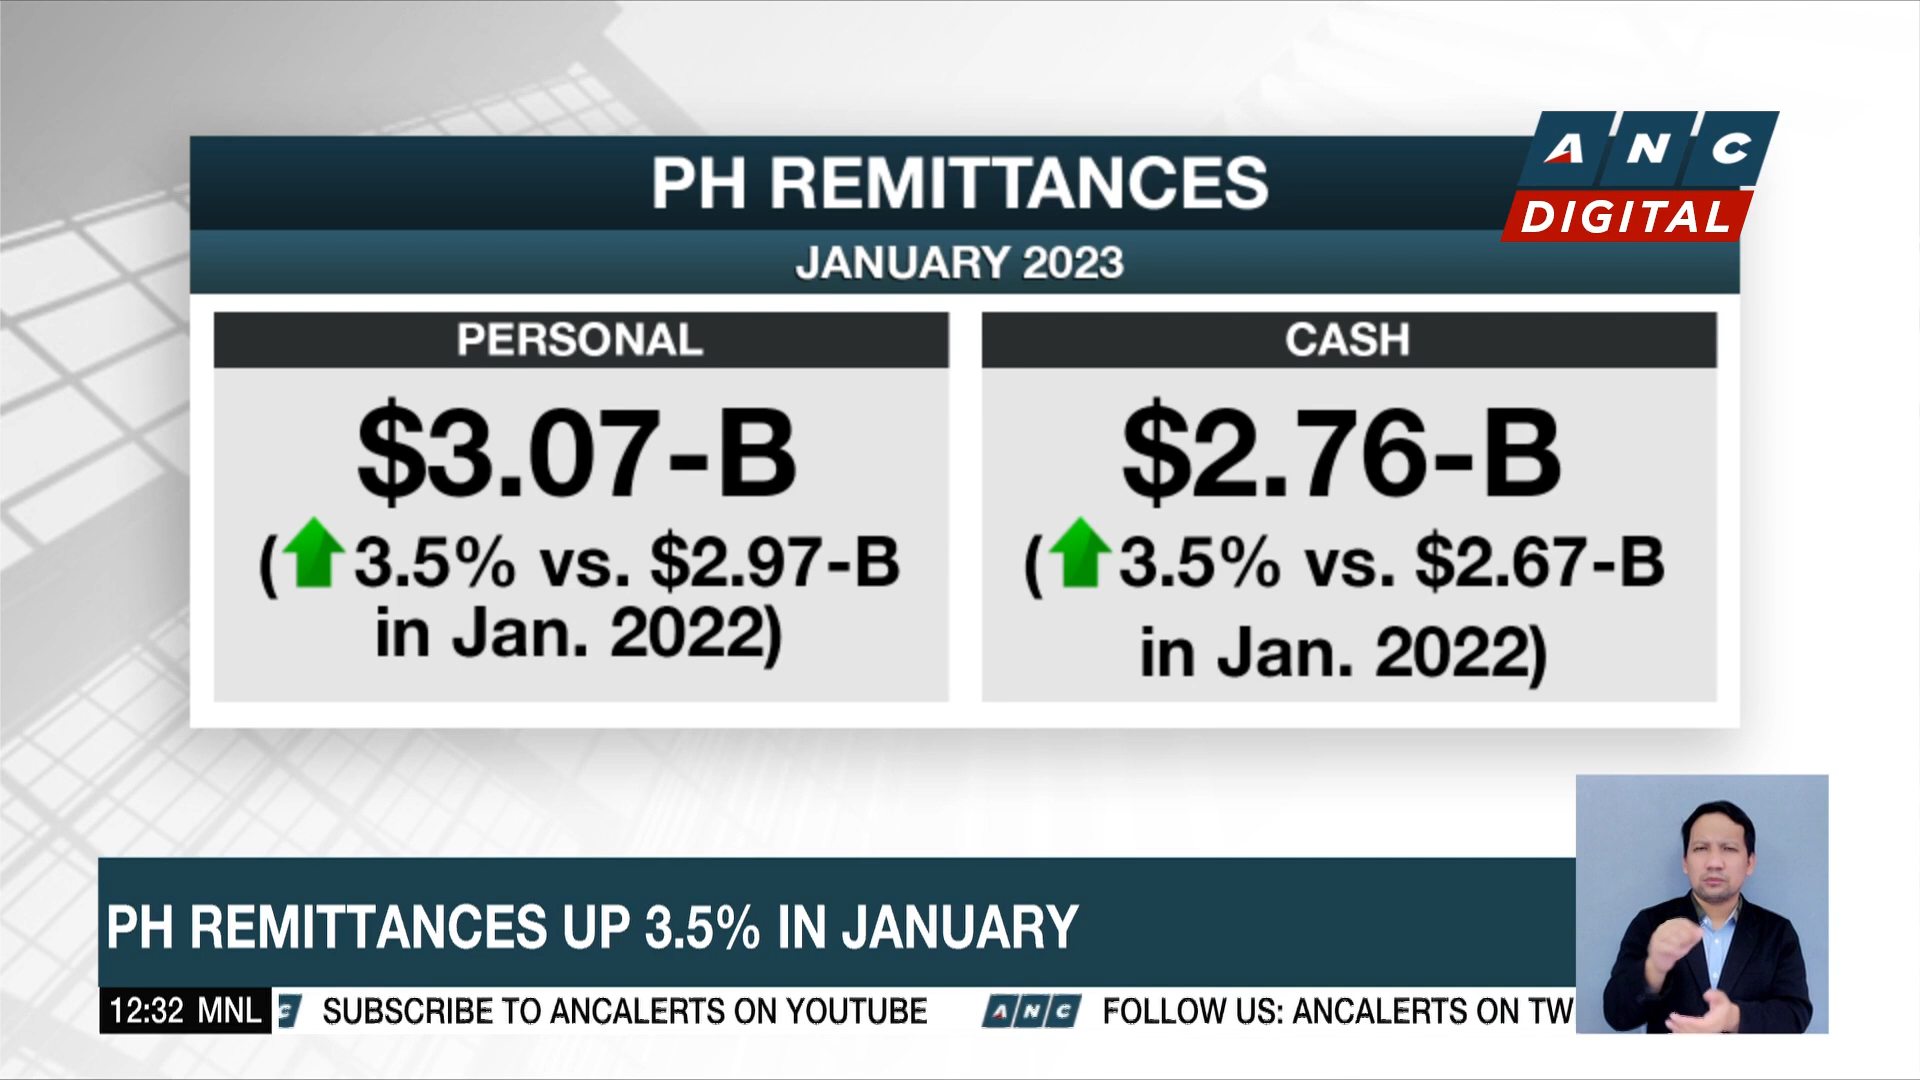 PH REMITTANCES
ANC
DIGITAL
JANUARY 2023
PERSONAL
$3.07-B
(3.5% vs. $2.97-B
in Jan. 2022)
CASH
$2.76-B
(3.5% vs. $2.67-B
in Jan. 2022)
PH REMITTANCES UP 3.5% IN JANUARY
12:32 MNL C SUBSCRIBE TO ANCALERTS ON YOUTUBE ANC FOLLOW US: ANCALERTS ON TW